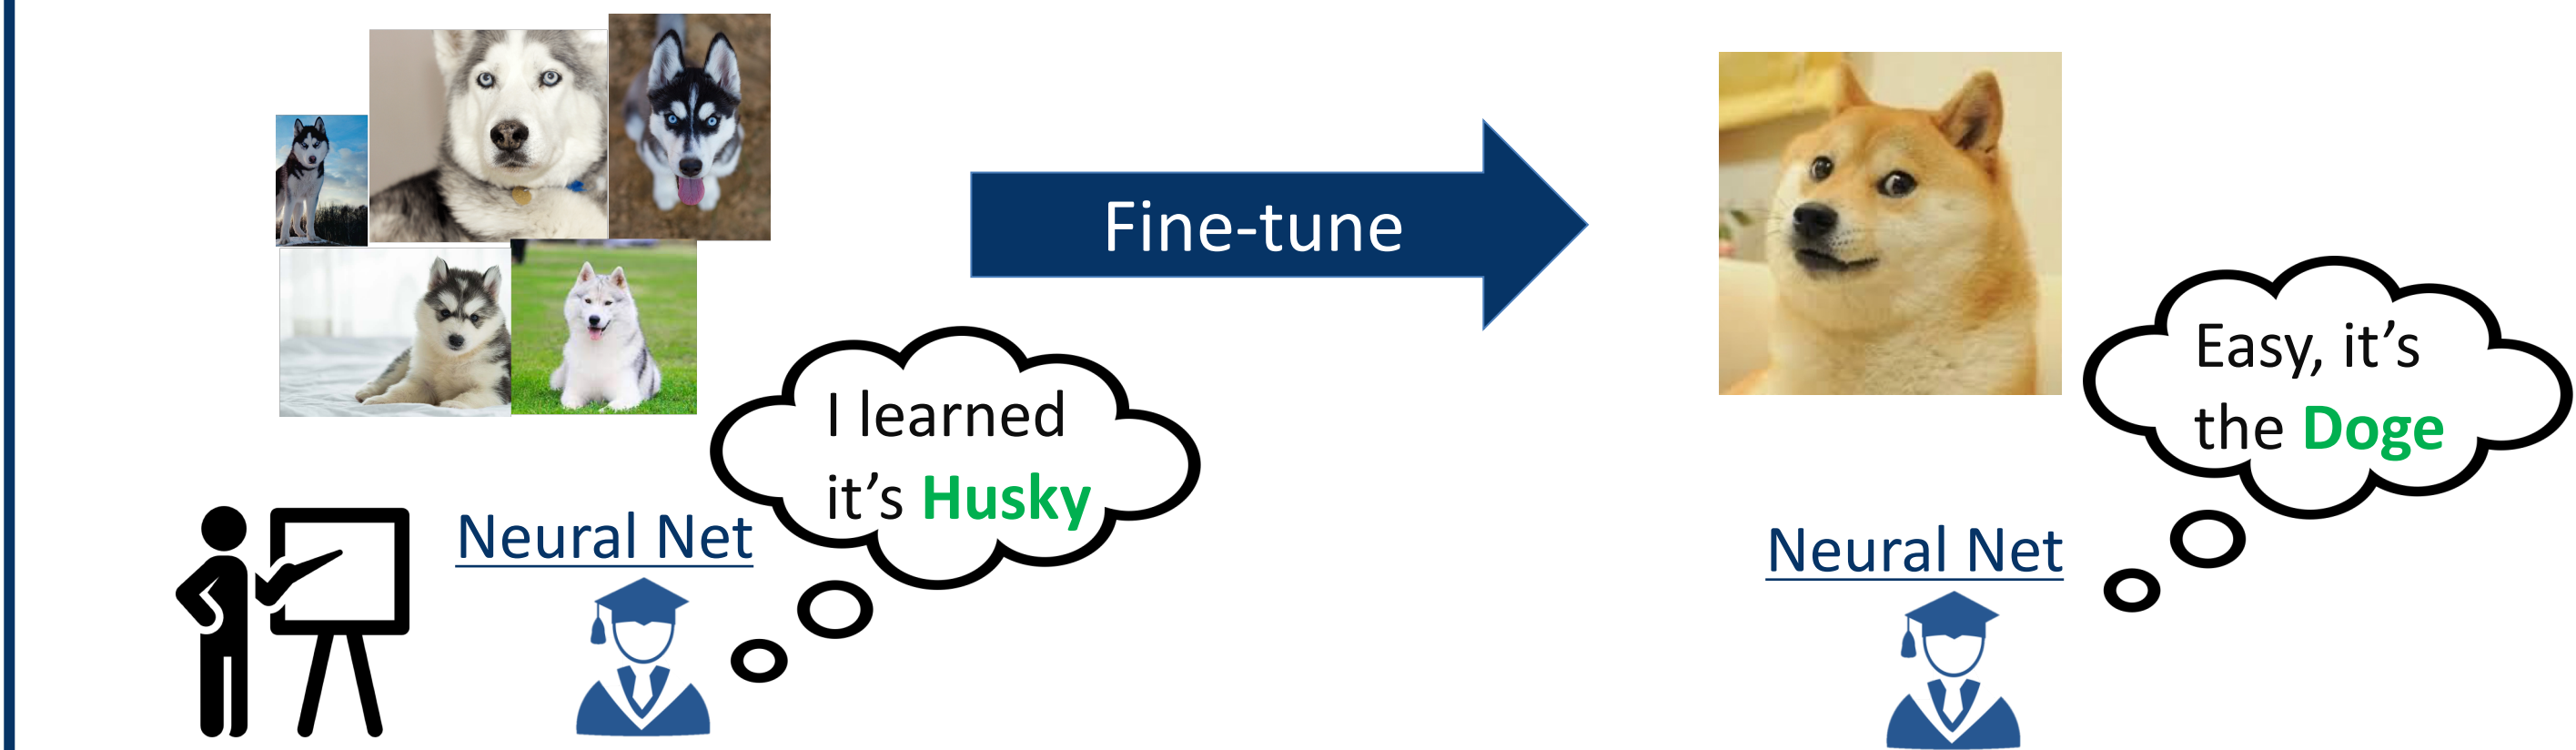 Fine-tune
I learned
it’s Husky
Neural Net
Easy, it’s
the Doge
Neural Net